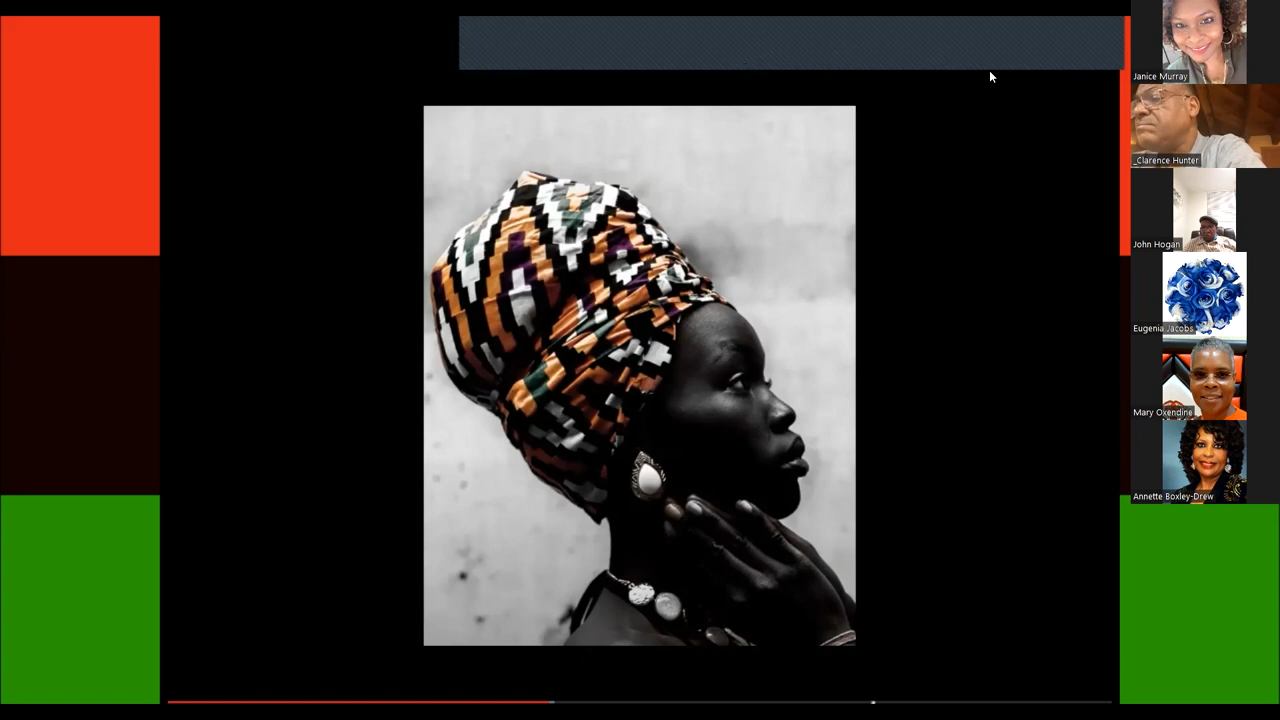 Janice Murray
_Clarence Hunter
John Hogan
Eugenia Jacobs
Mary Oxendine
Annette Boxley-Drew